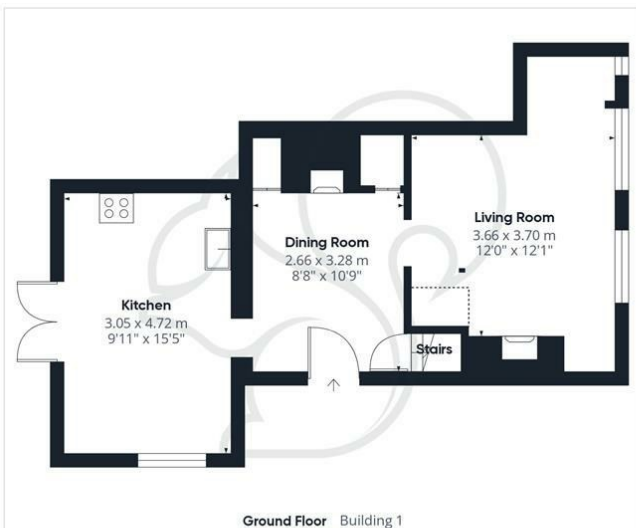 Living Room
3.66 x 3.70 m
12'0" x 12'1"
Dining Room
2.66 x 3.28 m
8'8" x 10'9"
Kitchen
3.05 x 4.72 m
9'11" x 15'5"
Stairs
Ground Floor Building 1